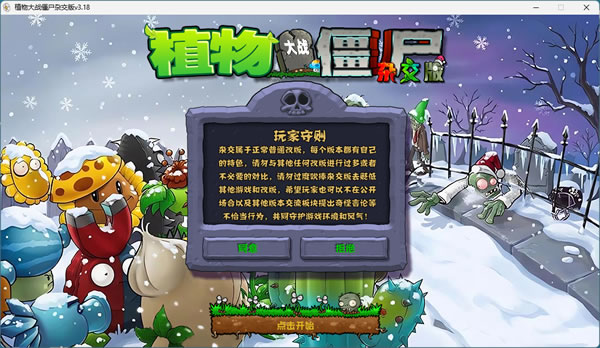 植物大战僵尸杂交版v3.18
植物大战僵尸杂交版
玩家守则
杂交属于正常普通改版，每个版本都有自己
的特色，请勿与其他任何改版进行过多或者
不必要的对比，请勿过度吹捧杂交版去贬低
其他游戏和改版，希望玩家也可以不在公开
场合以及其他版本交流板块提出奇怪言论等
不恰当行为，共同守护游戏环境和风气！
点击开始